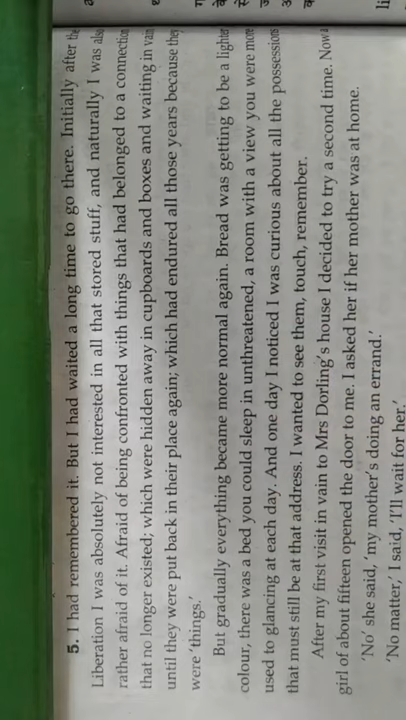 5. I had remembered it. But I had waited a long time to go there. Initially after the
Liberation I was absolutely not interested in all that stored stuff, and naturally I was also
rather afraid of it. Afraid of being confronted with things that had belonged to a connection
that no longer existed; which were hidden away in cupboards and boxes and waiting in vain
until they were put back in their place again; which had endured all those years because they
were 'things.'
But gradually everything became more normal again. Bread was getting to be a lighter
colour, there was a bed you could sleep in unthreatened, a room with a view you were more
used to glancing at each day. And one day I noticed I was curious about all the possessions
that must still be at that address. I wanted to see them, touch, remember.
After my first visit in vain to Mrs Dorling's house I decided to try a second time. Now a
girl of about fifteen opened the door to me. I asked her if her mother was at home.
'No' she said, 'my mother's doing an errand.'
'No matter,' I said, 'I'll wait for her.'